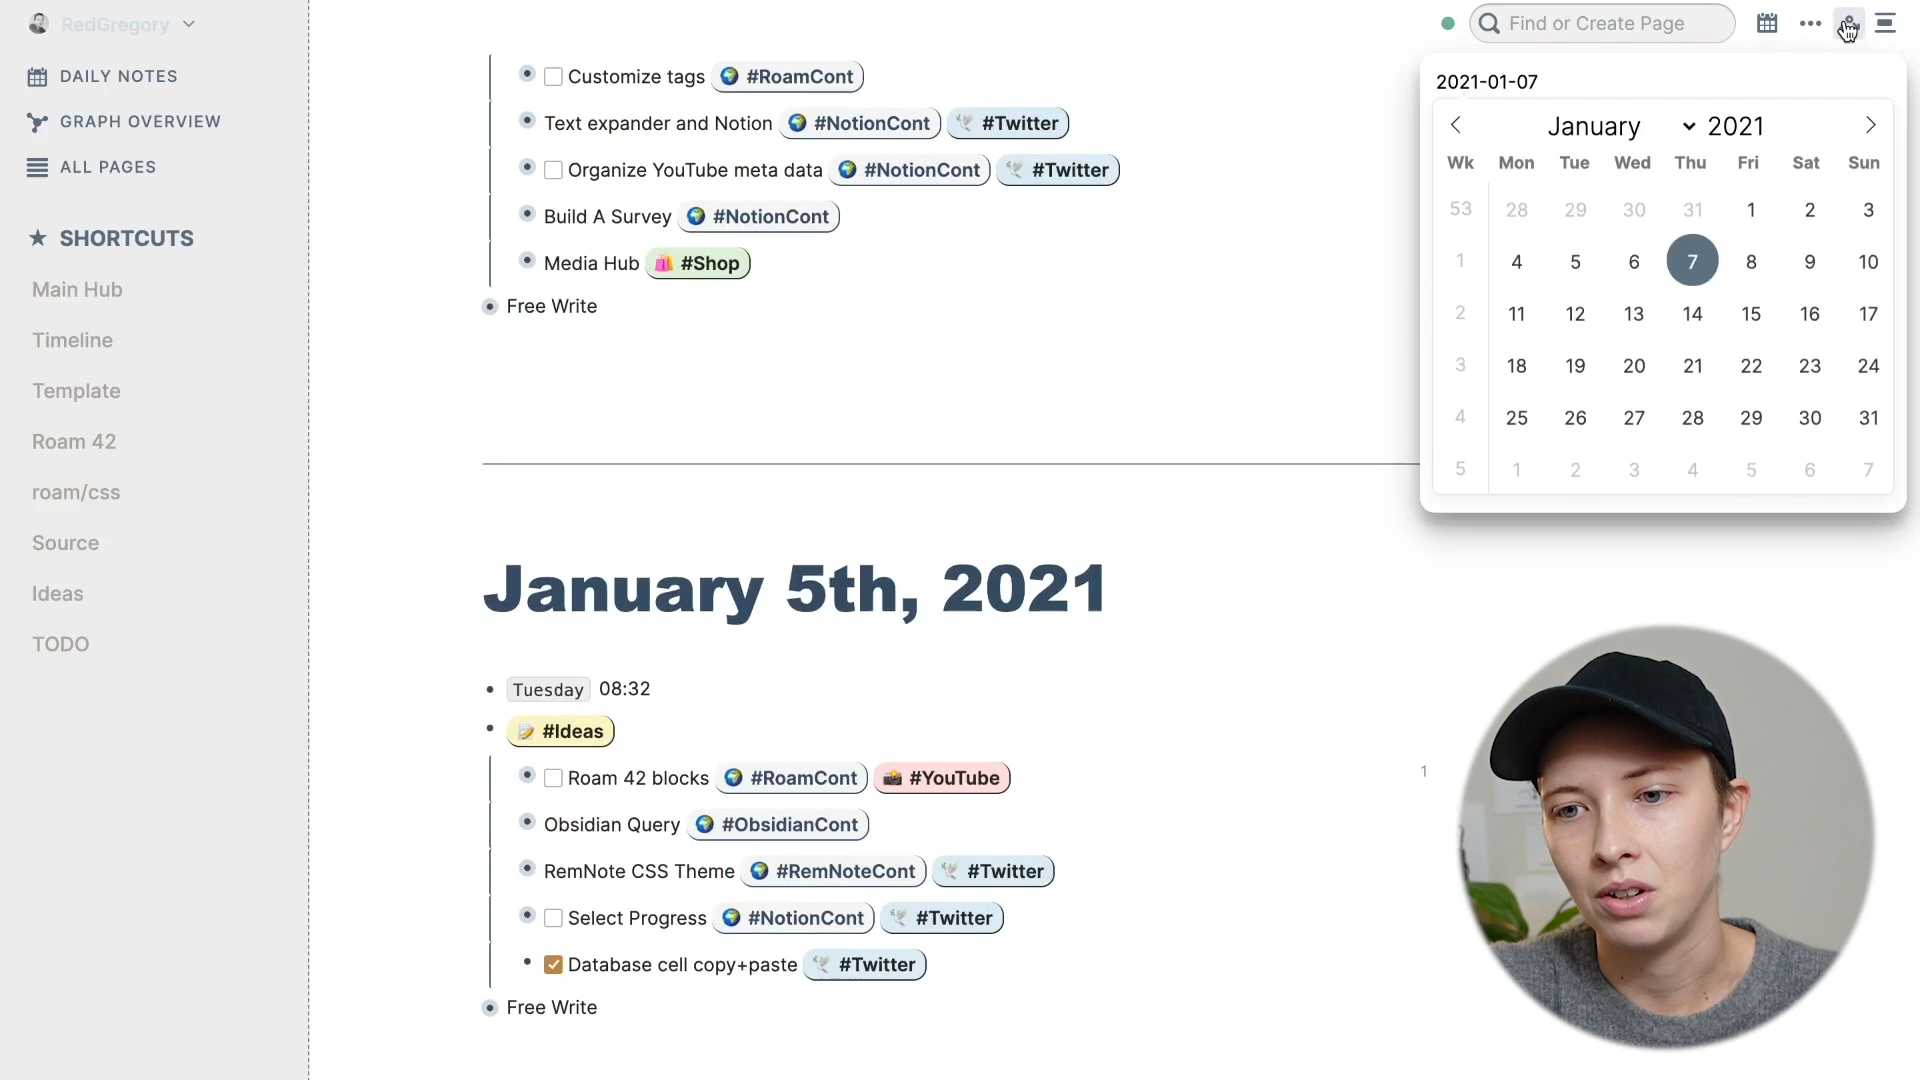 RedGregory
Find or Create Page
DAILY NOTES
GRAPH OVERVIEW
ALL PAGES
SHORTCUTS
Main Hub
Timeline
Template
Roam 42
roam/css
Source
Ideas
TODO
Customize tags #RoamCont
Text expander and Notion #NotionCont #Twitter
Organize YouTube meta data #NotionCont #Twitter
Build A Survey #NotionCont
Media Hub #Shop
Free Write
January 5th, 2021
Tuesday 08:32
#Ideas
Roam 42 blocks #RoamCont #YouTube
1
Obsidian Query #ObsidianCont
RemNote CSS Theme #RemNoteCont #Twitter
Select Progress #NotionCont #Twitter
Database cell copy+paste #Twitter
Free Write
2021-01-07
January 2021
Wk Mon Tue Wed Thu Fri Sat Sun
53 28 29 30 31 1 2 3
1 4 5 6 7 8 9 10
2 11 12 13 14 15 16 17
3 18 19 20 21 22 23 24
4 25 26 27 28 29 30 31
5 1 2 3 4 5 6 7